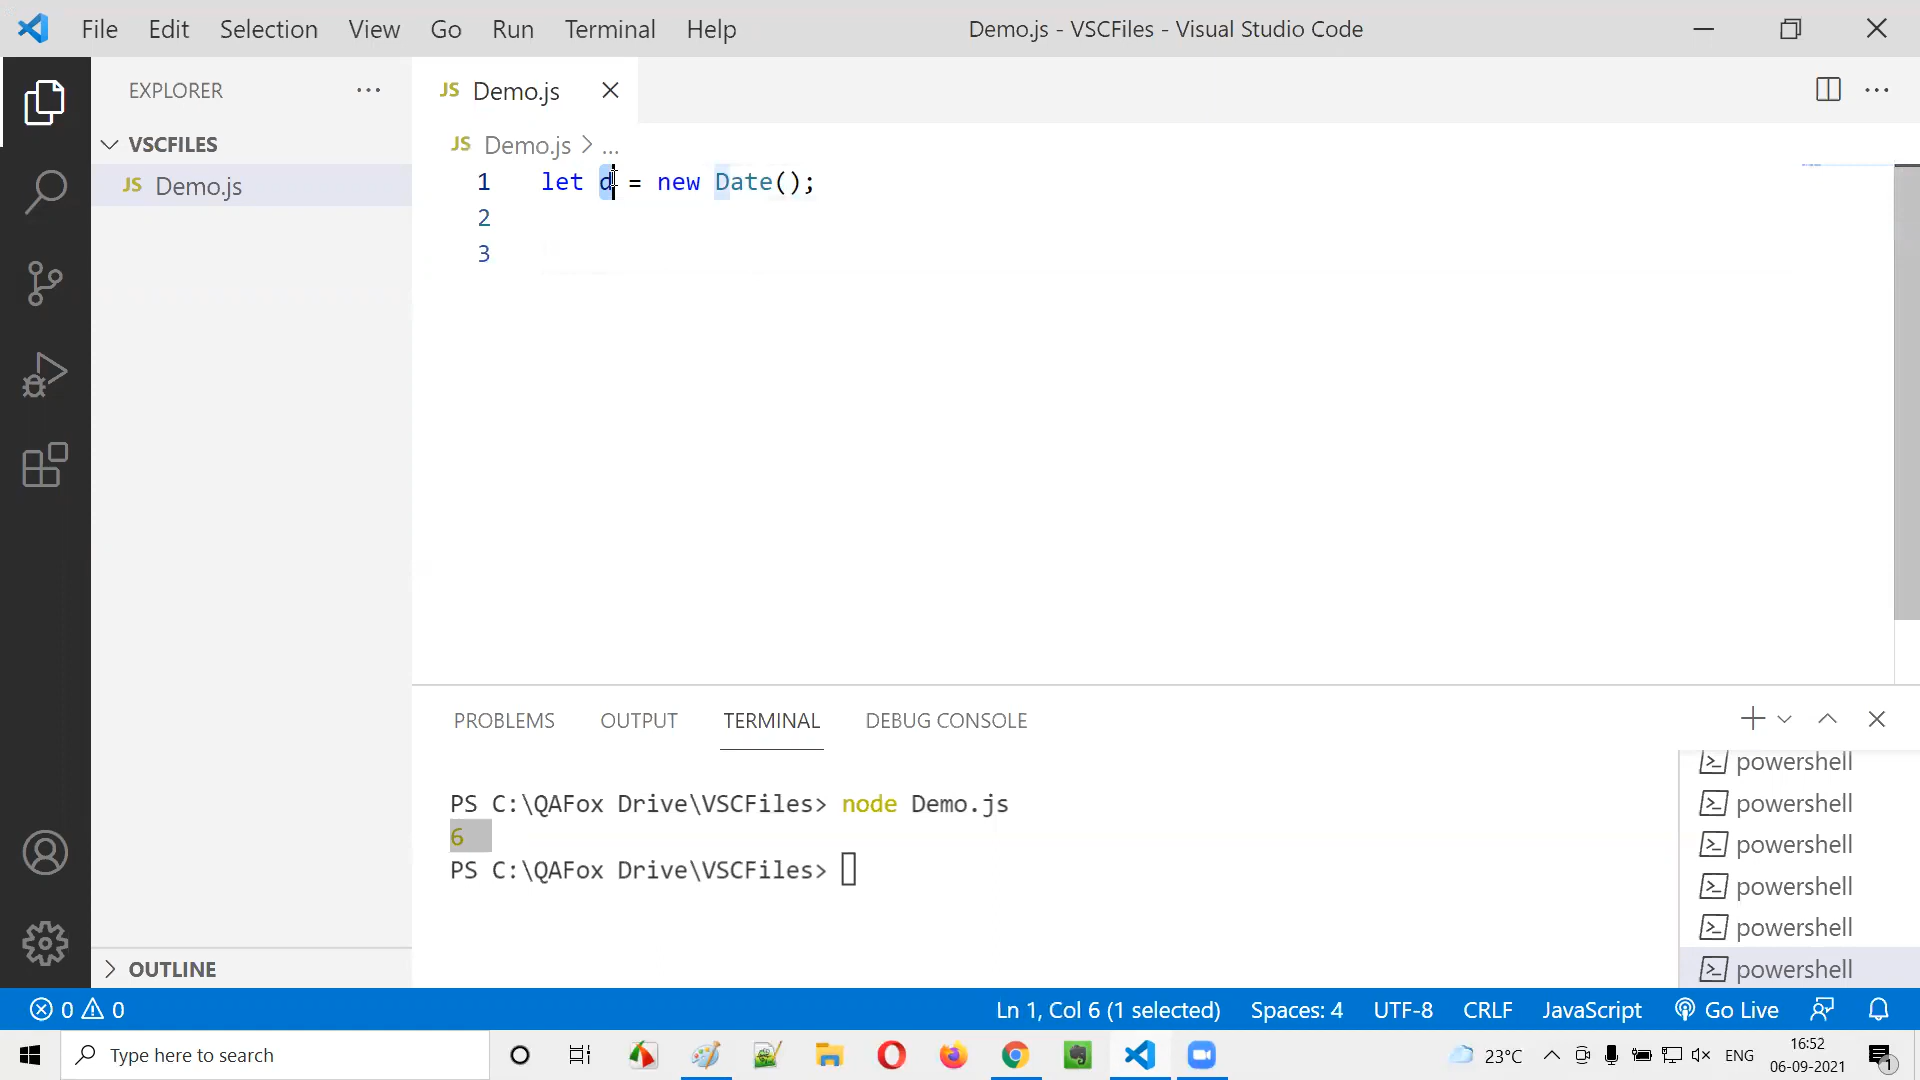 File Edit Selection View Go Run Terminal Help
Demo.js - VSCFiles - Visual Studio Code
EXPLORER
VSCFILES
JS Demo.js
OUTLINE
JS Demo.js
JS Demo.js > ...
1 let d = new Date();
2
3
PROBLEMS OUTPUT TERMINAL DEBUG CONSOLE
PS C:\QAFox Drive\VSCFiles> node Demo.js
6
PS C:\QAFox Drive\VSCFiles>
powershell
powershell
powershell
powershell
powershell
powershell
0 0
Ln 1, Col 6 (1 selected) Spaces: 4 UTF-8 CRLF JavaScript Go Live
Type here to search
23°C
ENG
16:52
06-09-2021
1